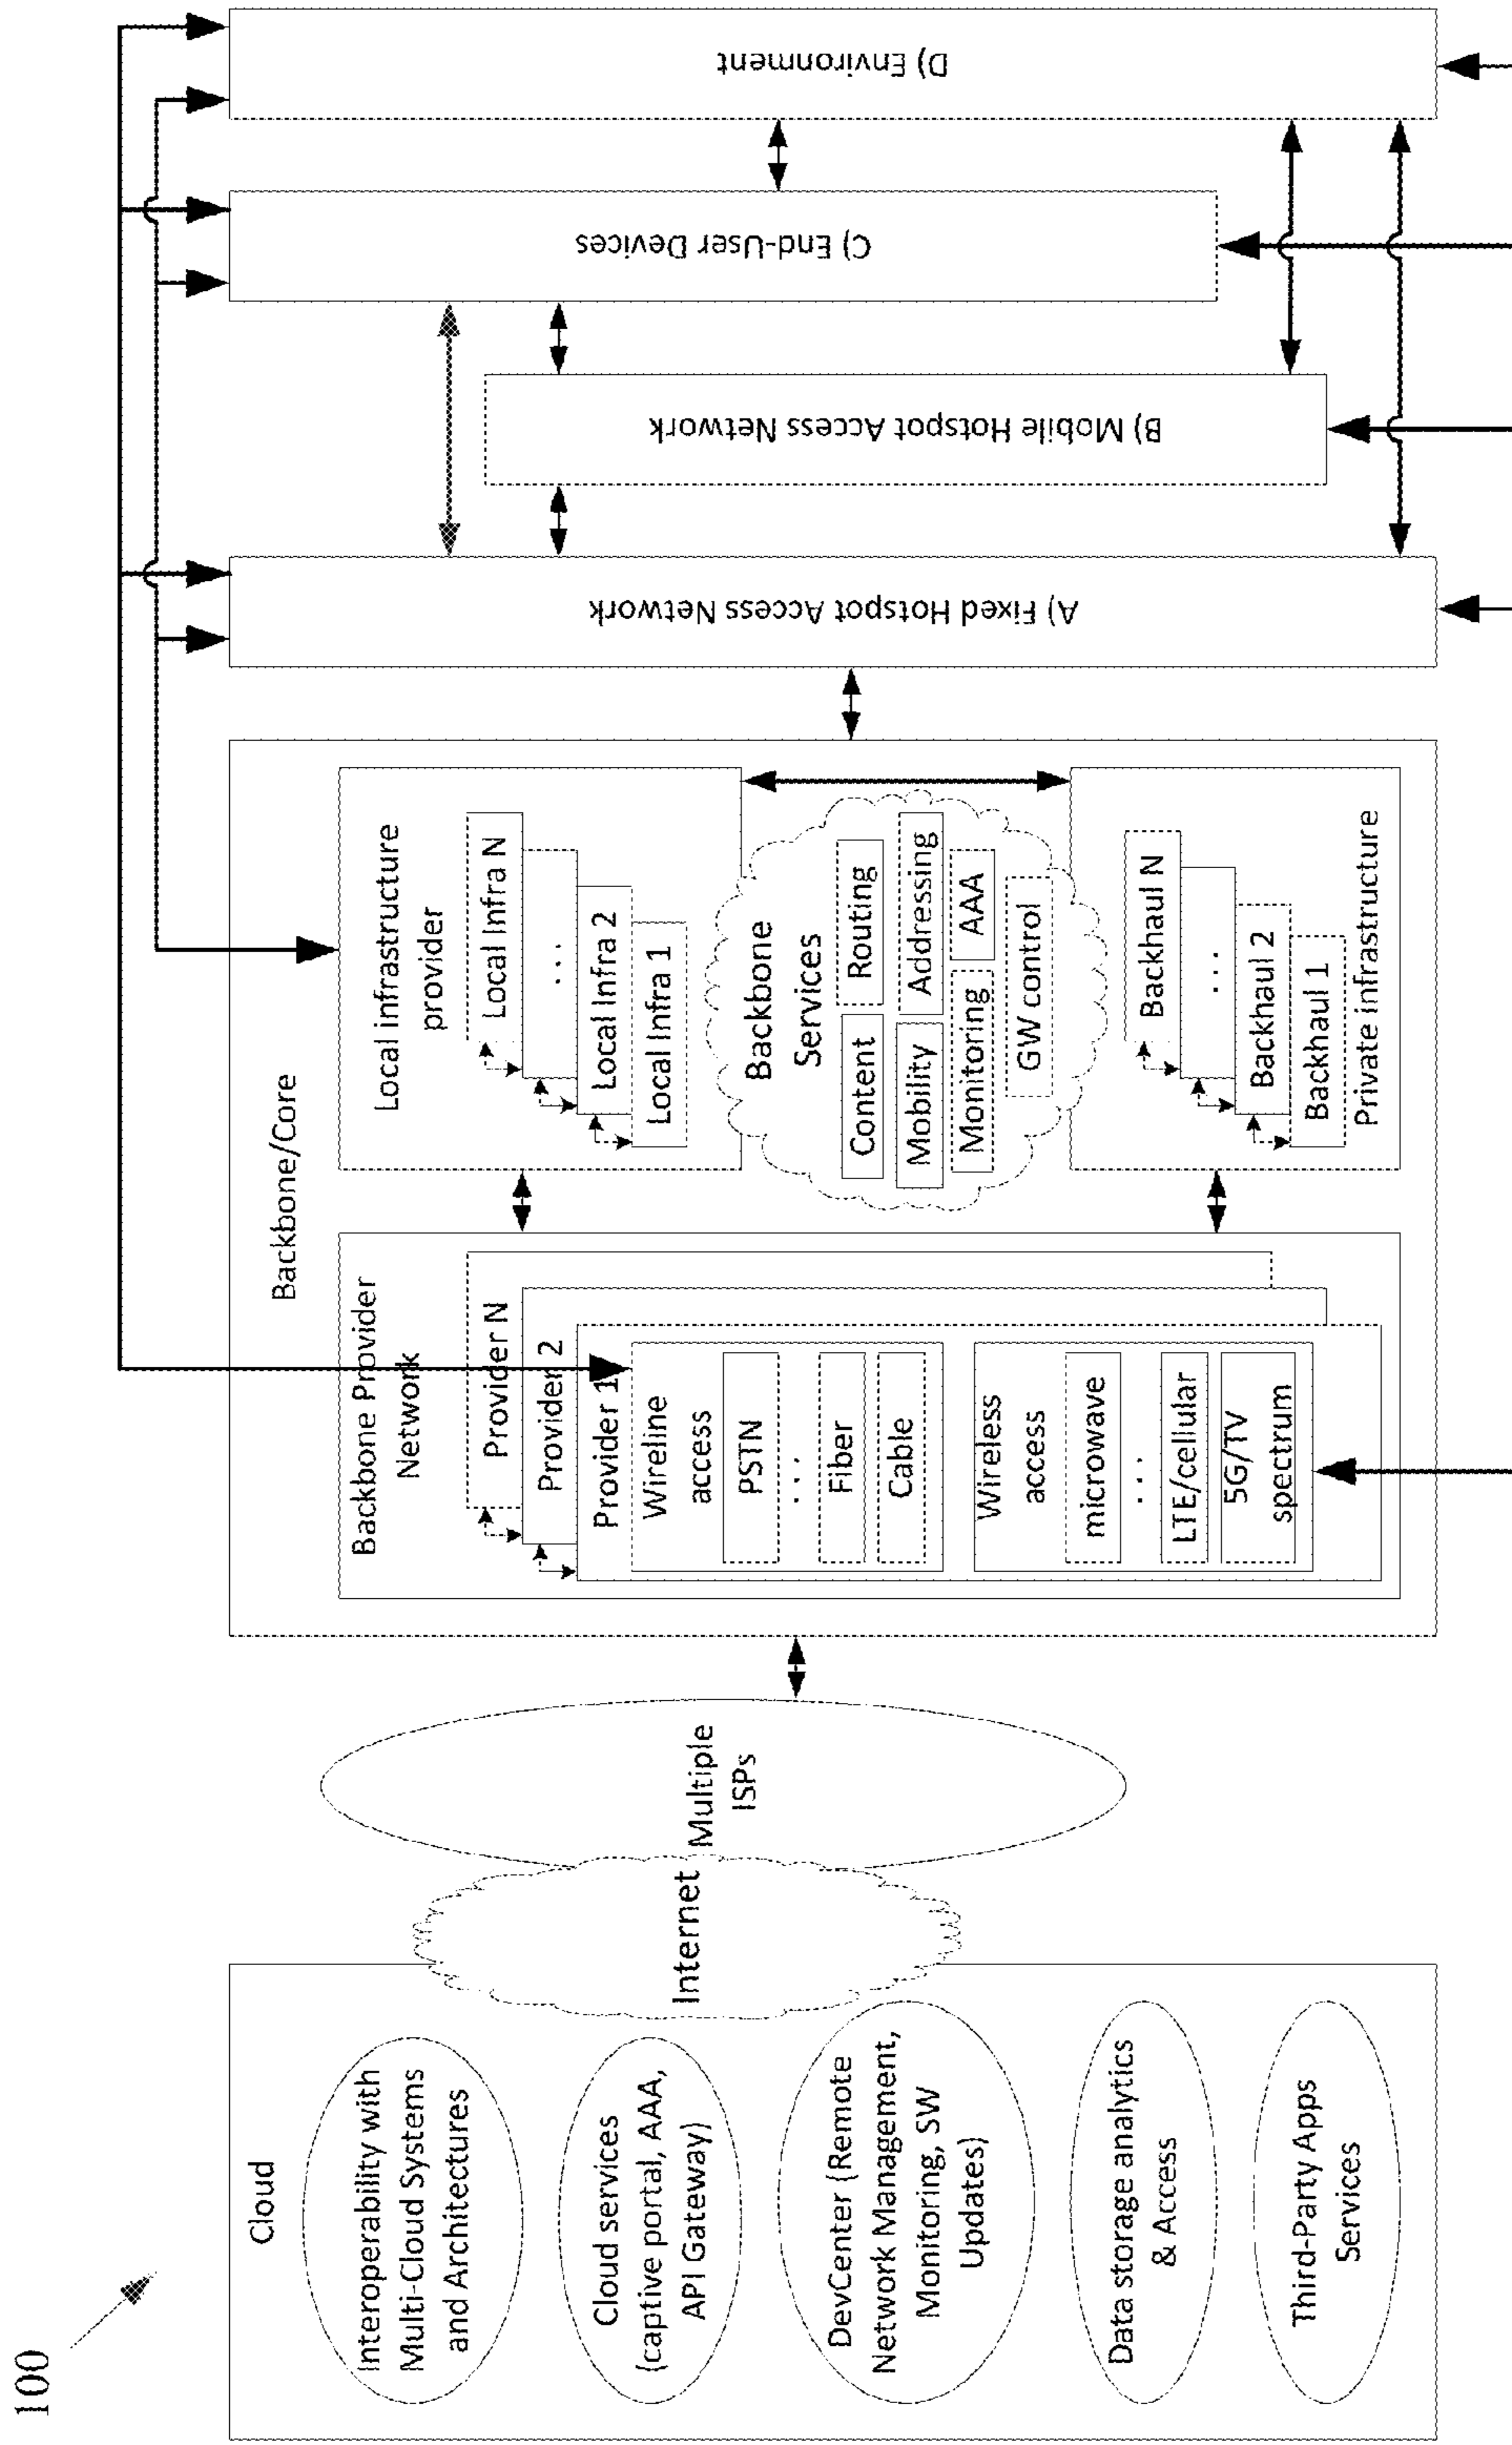 100
Cloud
Interoperability with
Multi-Cloud Systems
and Architectures
Cloud services
(captive portal, AAA,
API Gateway)
DevCenter (Remote
Network Management,
Monitoring, SW
Updates)
Data storage analytics
& Access
Third-Party Apps
Services
Internet
Multiple
ISPs
Backbone/Core
Backbone Provider
Network
Provider N
Provider 2
Provider 1
Wireline
access
PSTN
...
Fiber
Cable
Wireless
access
microwave
...
LTE/cellular
5G/TV
spectrum
Local infrastructure
provider
Local Infra N
...
Local Infra 2
Local Infra 1
Backbone
Services
Content
Routing
Mobility
Addressing
Monitoring
AAA
GW control
Backhaul N
...
Backhaul 2
Backhaul 1
Private infrastructure
A) Fixed Hotspot Access Network
B) Mobile Hotspot Access Network
C) End-User Devices
D) Environment